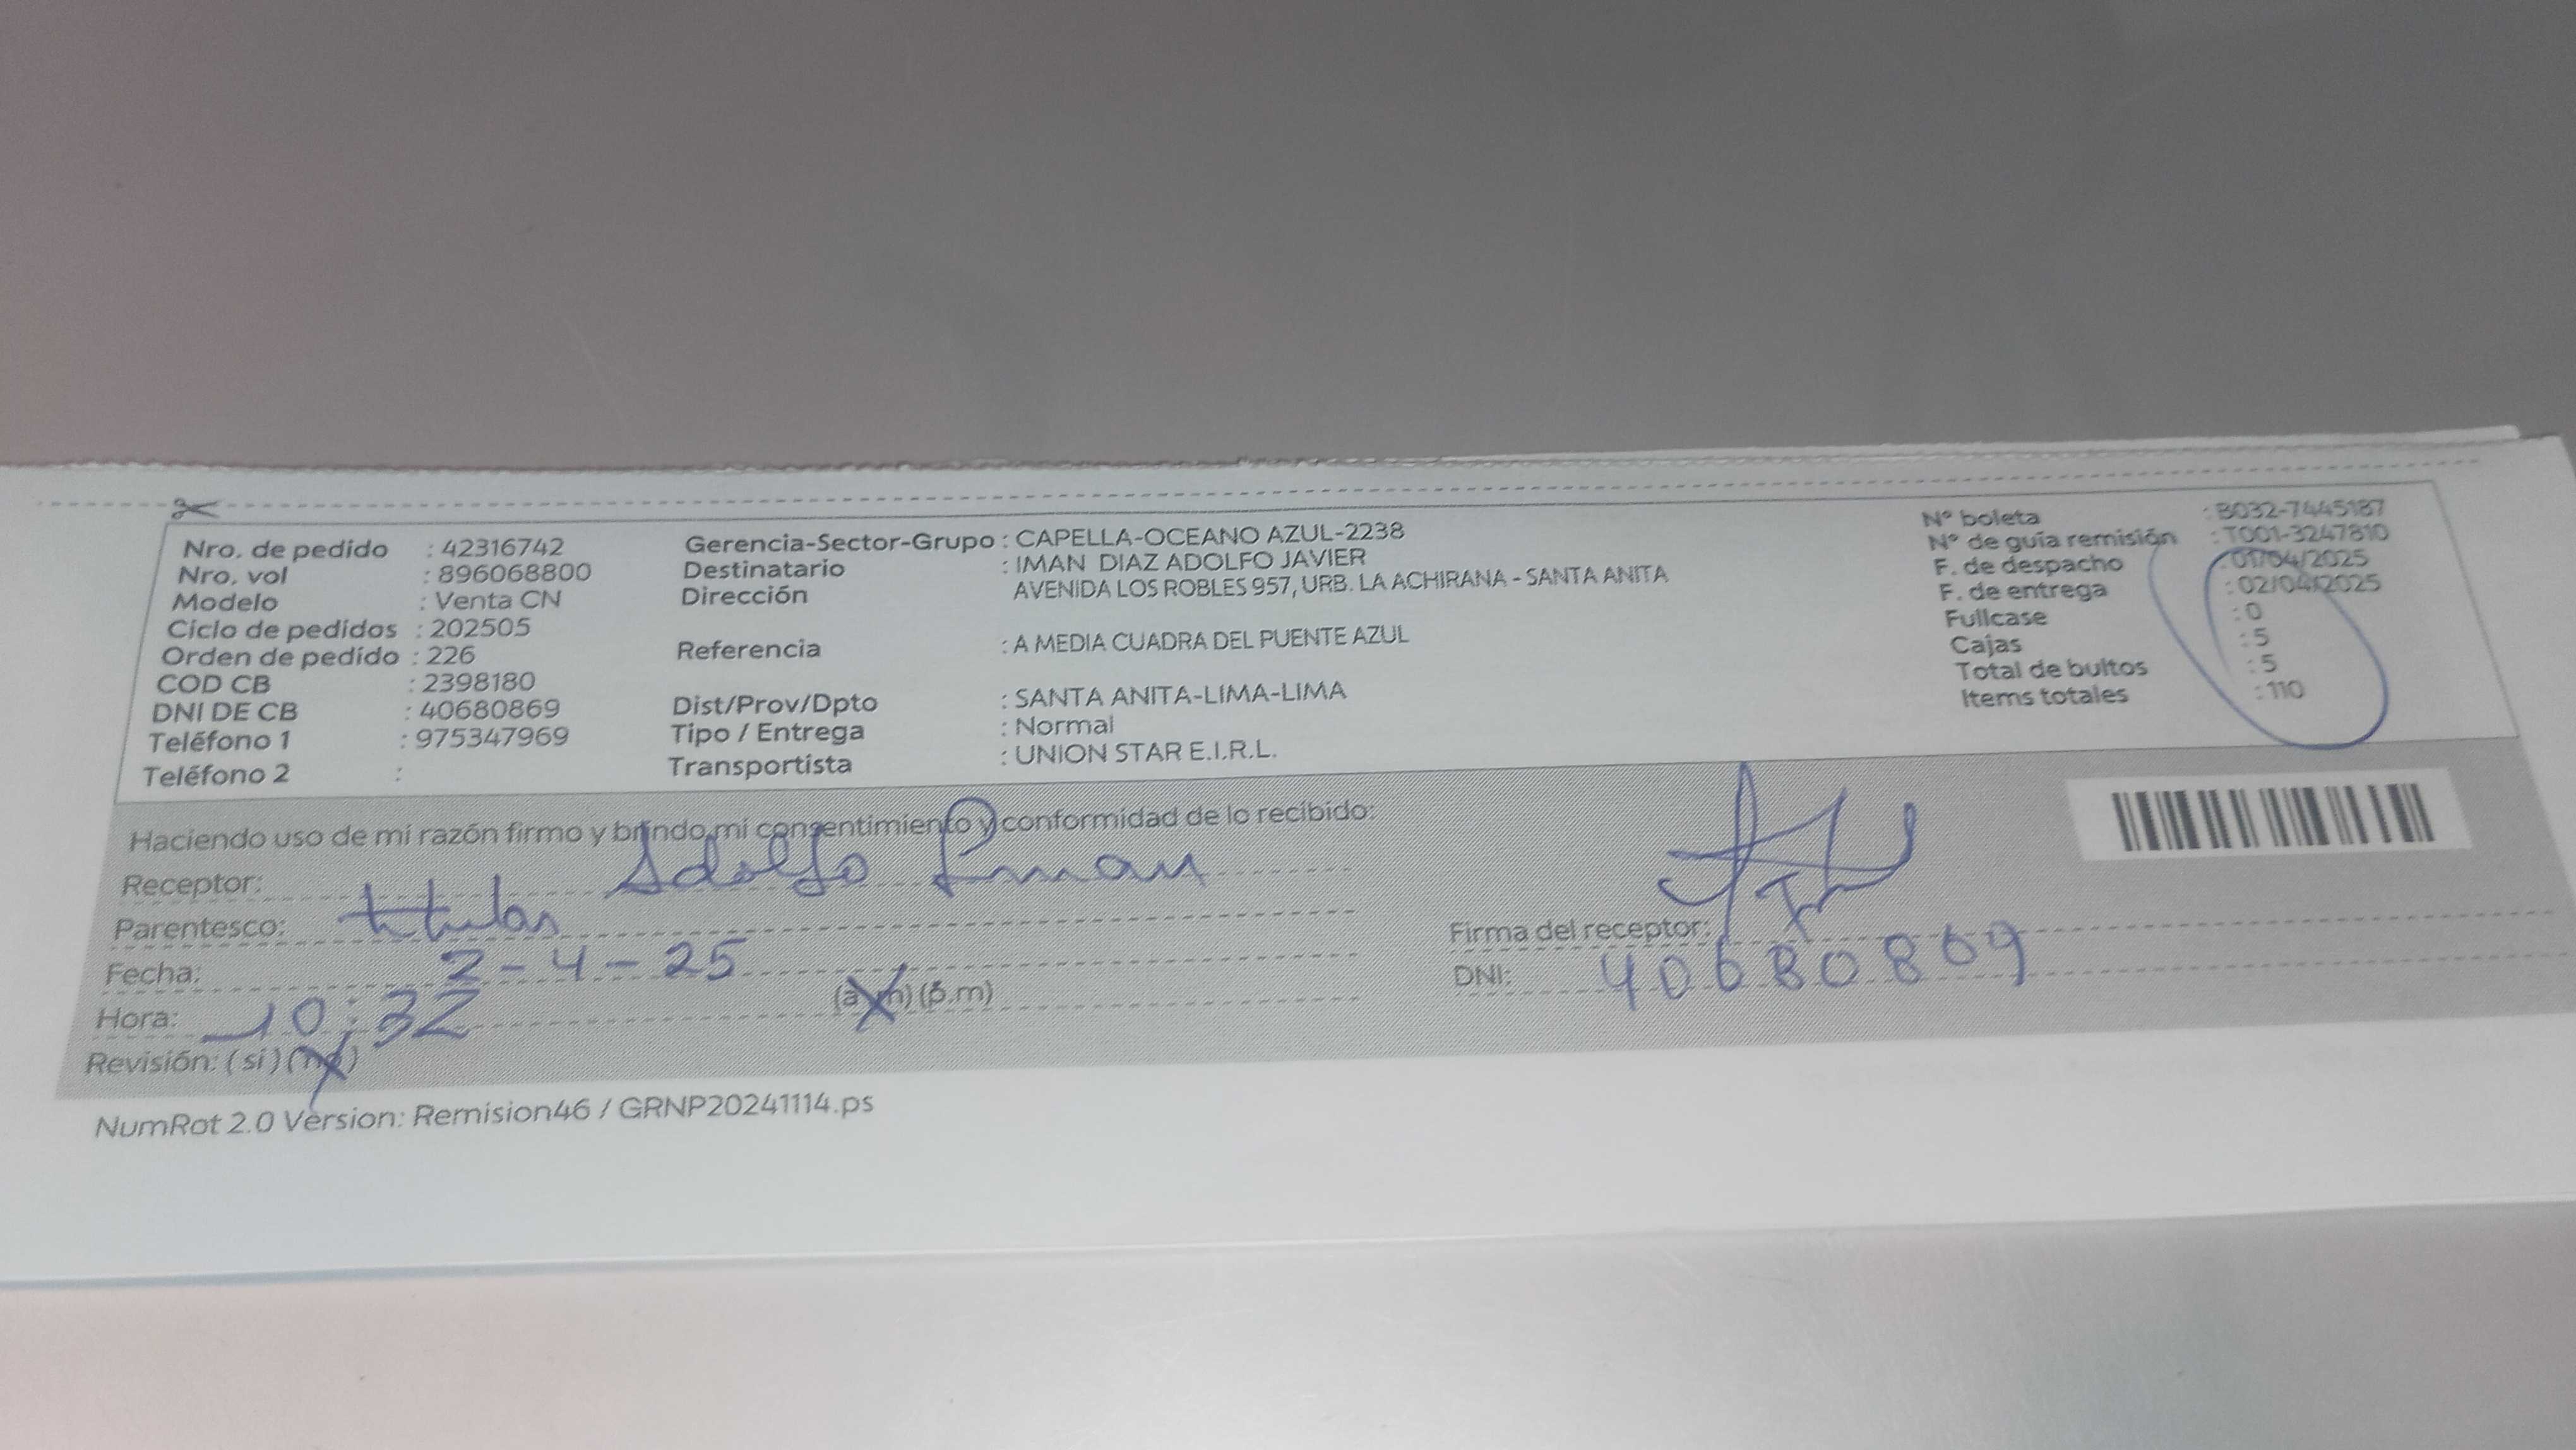 Nro. de pedido : 42316742
Nro. vol : 896068800
Modelo : Venta CN
Ciclo de pedidos : 202505
Orden de pedido : 226
COD CB : 2398180
DNI DE CB : 40680869
Teléfono 1 : 975347969
Teléfono 2 :
Gerencia-Sector-Grupo : CAPELLA-OCEANO AZUL-2238
Destinatario : IMAN DIAZ ADOLFO JAVIER
Dirección AVENIDA LOS ROBLES 957, URB. LA ACHIRANA - SANTA ANITA
Referencia : A MEDIA CUADRA DEL PUENTE AZUL
Dist/Prov/Dpto : SANTA ANITA-LIMA-LIMA
Tipo / Entrega : Normal
Transportista : UNION STAR E.I.R.L.
N° boleta : B032-7445187
N° de guía remisión : T001-3247810
F. de despacho : 01/04/2025
F. de entrega : 02/04/2025
Fullcase : 0
Cajas : 5
Total de bultos : 5
Items totales : 110
Haciendo uso de mi razón firmo y brindo mi consentimiento y conformidad de lo recibido:
Receptor: Adolfo Iman
Parentesco: titular
Fecha: 2-4-25
Hora: 10:32 (a.m) (p.m)
Revisión: (si) (no)
Firma del receptor:
DNI: 40680869
NumRot 2.0 Version: Remision46 / GRNP20241114.ps